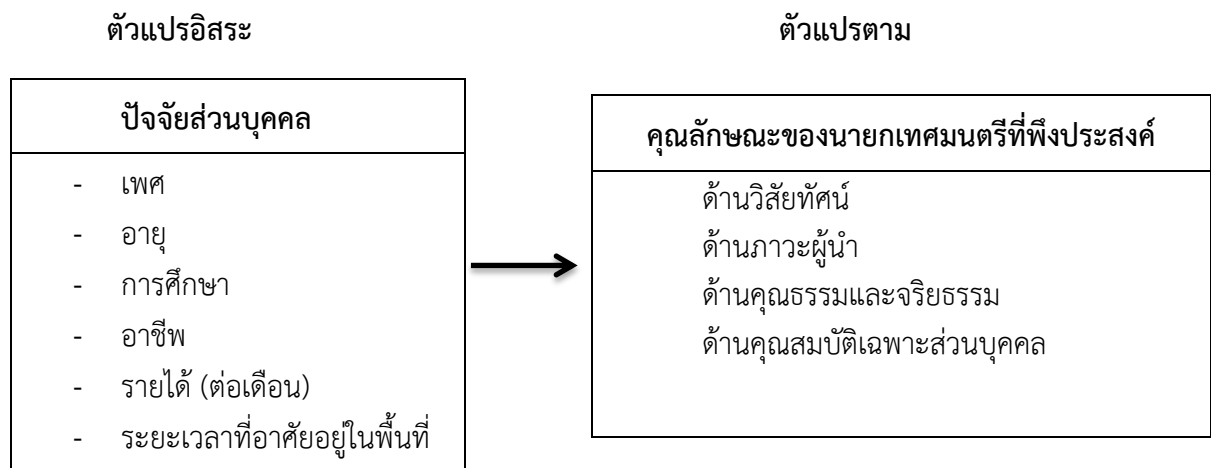 ตัวแปรอิสระ
ตัวแปรตาม
ปัจจัยส่วนบุคคล
- เพศ
- อายุ
- การศึกษา
- อาชีพ
- รายได้ (ต่อเดือน)
- ระยะเวลาที่อาศัยอยู่ในพื้นที่
คุณลักษณะของนายกเทศมนตรีที่พึงประสงค์
ด้านวิสัยทัศน์
ด้านภาวะผู้นำ
ด้านคุณธรรมและจริยธรรม
ด้านคุณสมบัติเฉพาะส่วนบุคคล